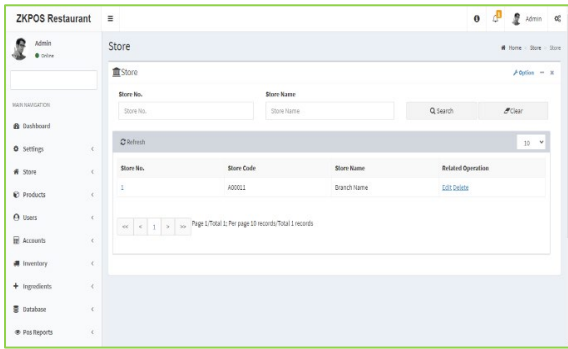 ZKPOS Restaurant
Admin
Admin
Online
Store
Home Store Store
MAIN NAVIGATION
Dashboard
Settings
Store
Products
Users
Accounts
Inventory
Ingredients
Database
Pos Reports
Store
Option
Store No.
Store Name
Store No.
Store Name
Search
Clear
Refresh
10
Store No.
Store Code
Store Name
Related Operation
1
A00011
Branch Name
Edit Delete
<< < 1 > >> Page 1/Total 1; Per page 10 records/Total 1 records